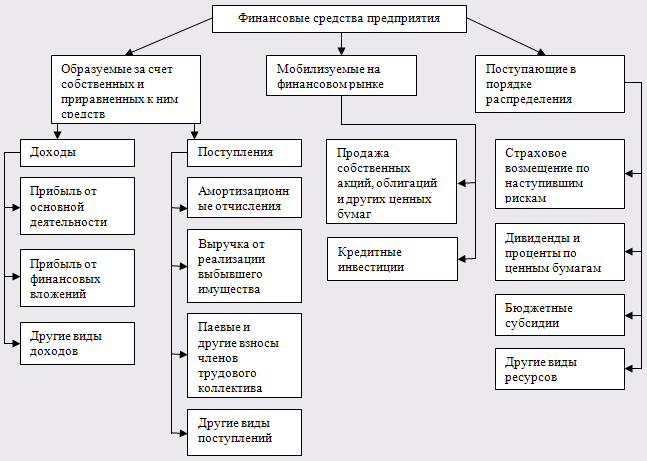 Финансовые средства предприятия
Образуемые за счет
собственных и
приравненных к ним
средств
Мобилизуемые на
финансовом рынке
Поступающие в
порядке
распределения
Доходы
Прибыль от
основной
деятельности
Прибыль от
финансовых
вложений
Другие виды
доходов
Поступления
Амортизационн
ые отчисления
Выручка от
реализации
выбывшего
имущества
Паевые и
другие взносы
членов
трудового
коллектива
Другие виды
поступлений
Продажа
собственных
акций, облигаций
и других ценных
бумаг
Кредитные
инвестиции
Страховое
возмещение по
наступившим
рискам
Дивиденды и
проценты по
ценным бумагам
Бюджетные
субсидии
Другие виды
ресурсов